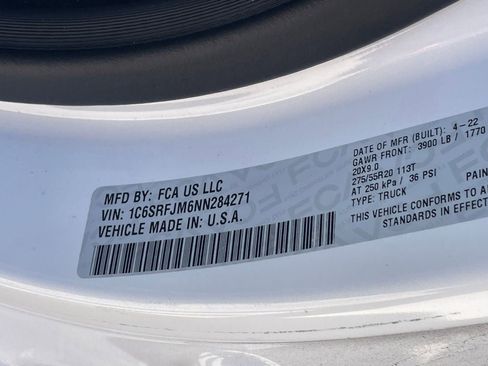 MFD BY: FCA US LLC
VIN: 1C6SRFJM6NN284271
VEHICLE MADE IN: U.S.A.
DATE OF MFR (BUILT): 4-22
GAWR FRONT: 3900 LB / 1770
20X9.0
275/55R20 113T
AT 250 kPa / 36 PSI
TYPE: TRUCK PAIN
THIS VEHICLE CONFORMS TO AL
STANDARDS IN EFFECT